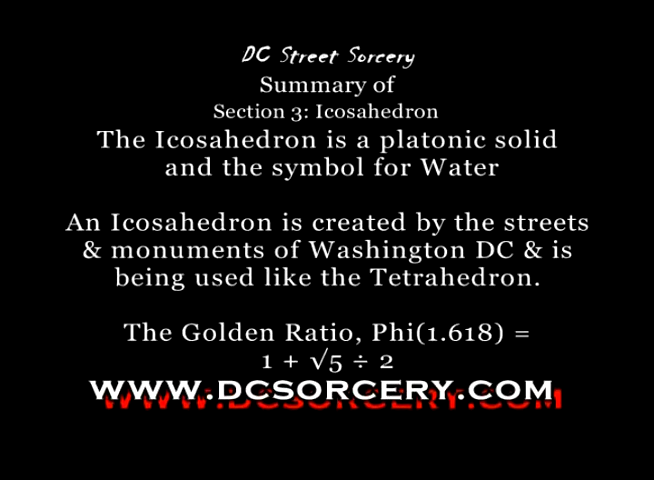 DC Street Sorcery
Summary of
Section 3: Icosahedron
The Icosahedron is a platonic solid
and the symbol for Water
An Icosahedron is created by the streets
& monuments of Washington DC & is
being used like the Tetrahedron.
The Golden Ratio, Phi(1.618) =
1 + √5 ÷ 2
WWW.DCSORCERY.COM